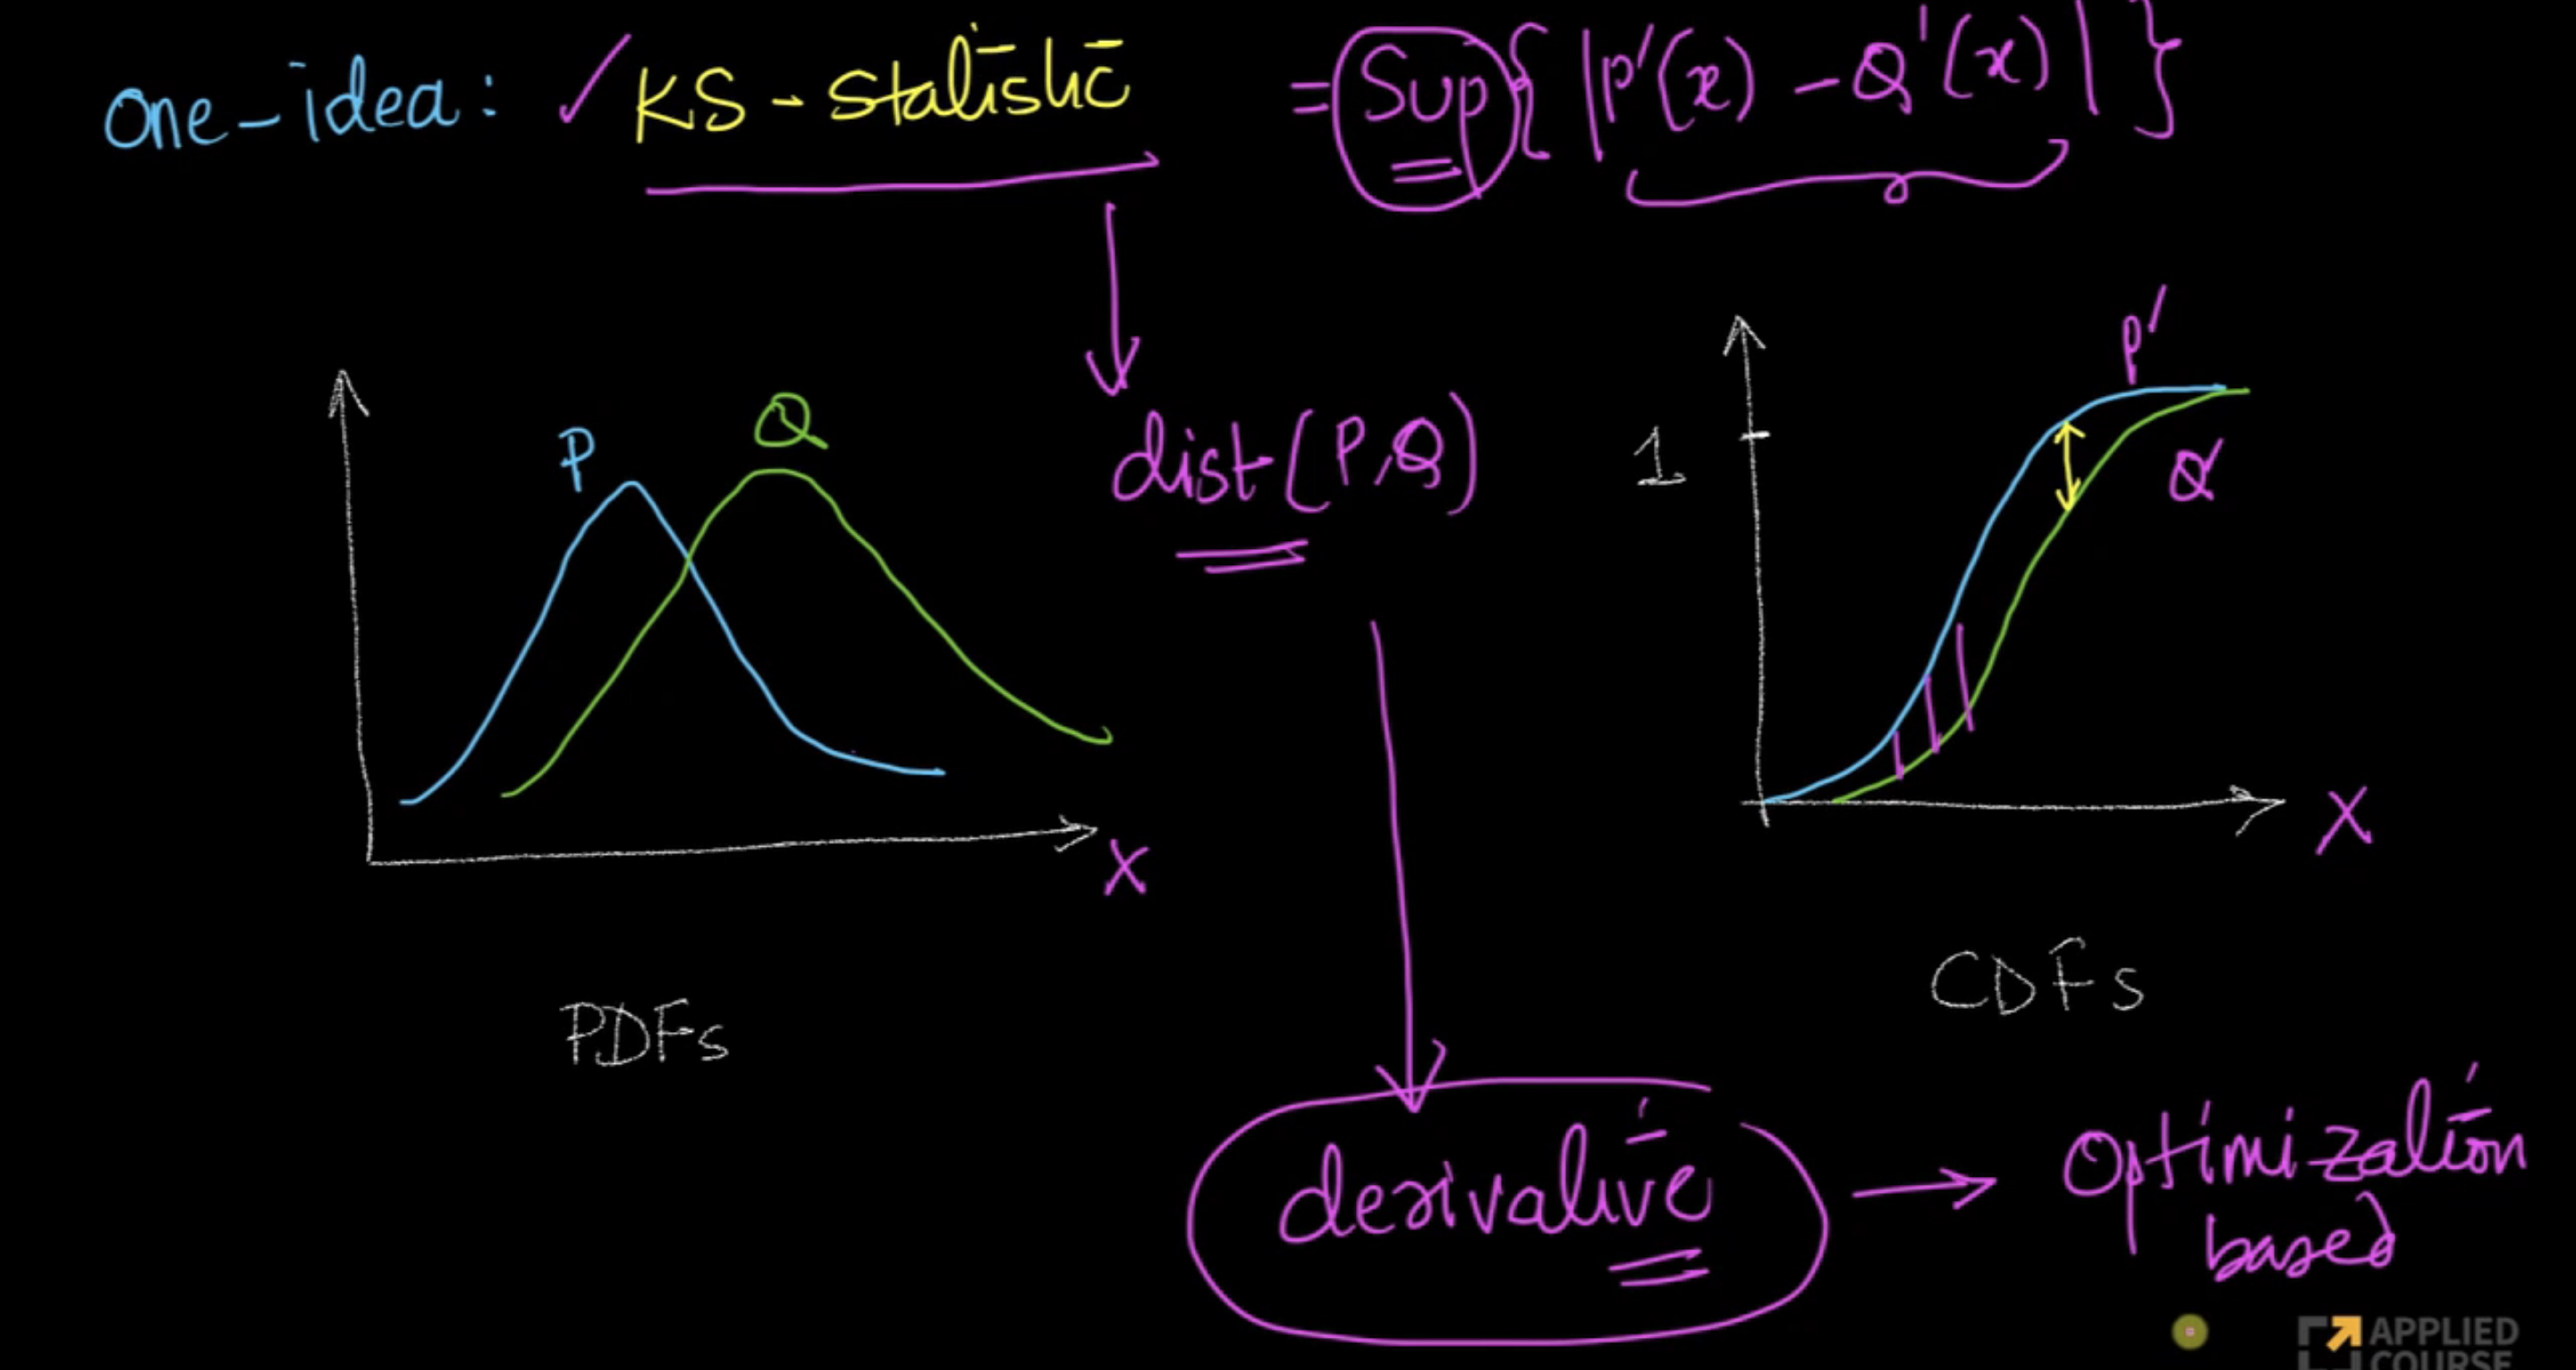 one-idea: ✓ KS-statistic = Sup { |P'(x) - Q'(x)| }
P'
P
Q
dist(P,Q)
1
Q'
X
X
CDFs
PDFs
derivative → Optimization
based
APPLIED
COURSE